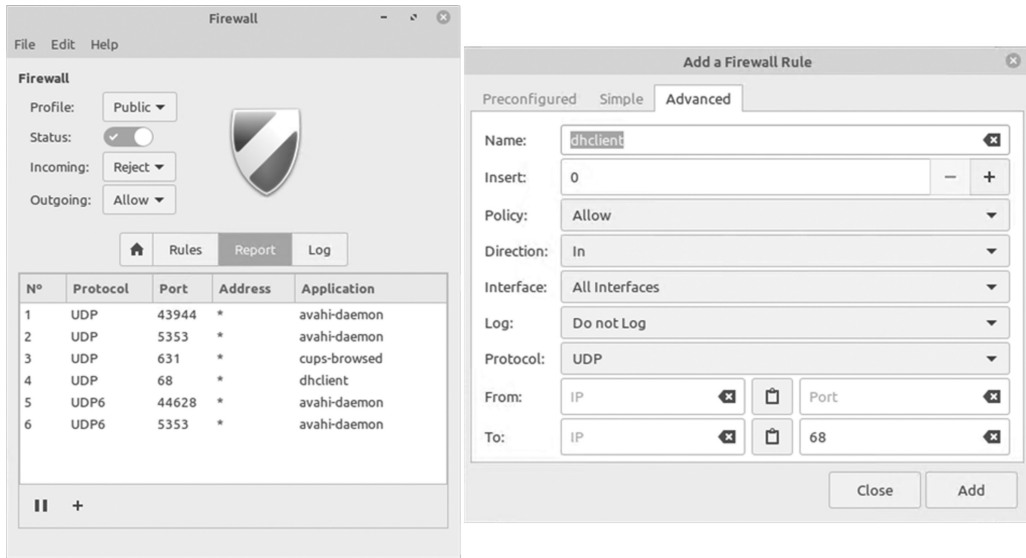 Firewall
File Edit Help
Firewall
Profile: Public
Status:
Incoming: Reject
Outgoing: Allow
Rules Report Log
Nº Protocol Port Address Application
1 UDP 43944 * avahi-daemon
2 UDP 5353 * avahi-daemon
3 UDP 631 * cups-browsed
4 UDP 68 * dhclient
5 UDP6 44628 * avahi-daemon
6 UDP6 5353 * avahi-daemon
Add a Firewall Rule
Preconfigured Simple Advanced
Name: dhclient
Insert: 0
Policy: Allow
Direction: In
Interface: All Interfaces
Log: Do not Log
Protocol: UDP
From: IP Port
To: IP 68
Close Add